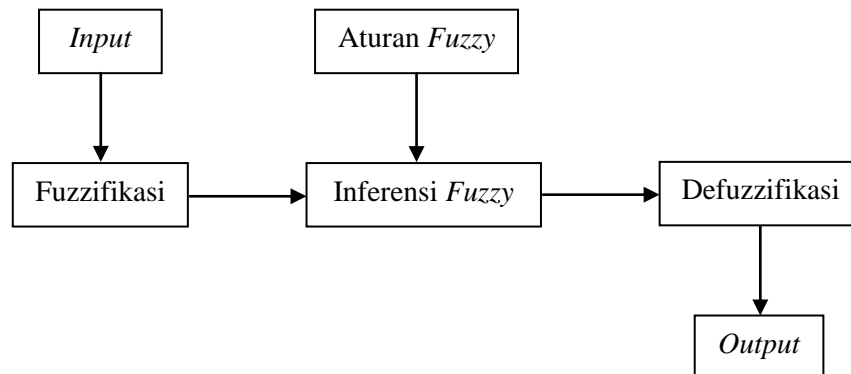 Input
Aturan Fuzzy
Fuzzifikasi
Inferensi Fuzzy
Defuzzifikasi
Output